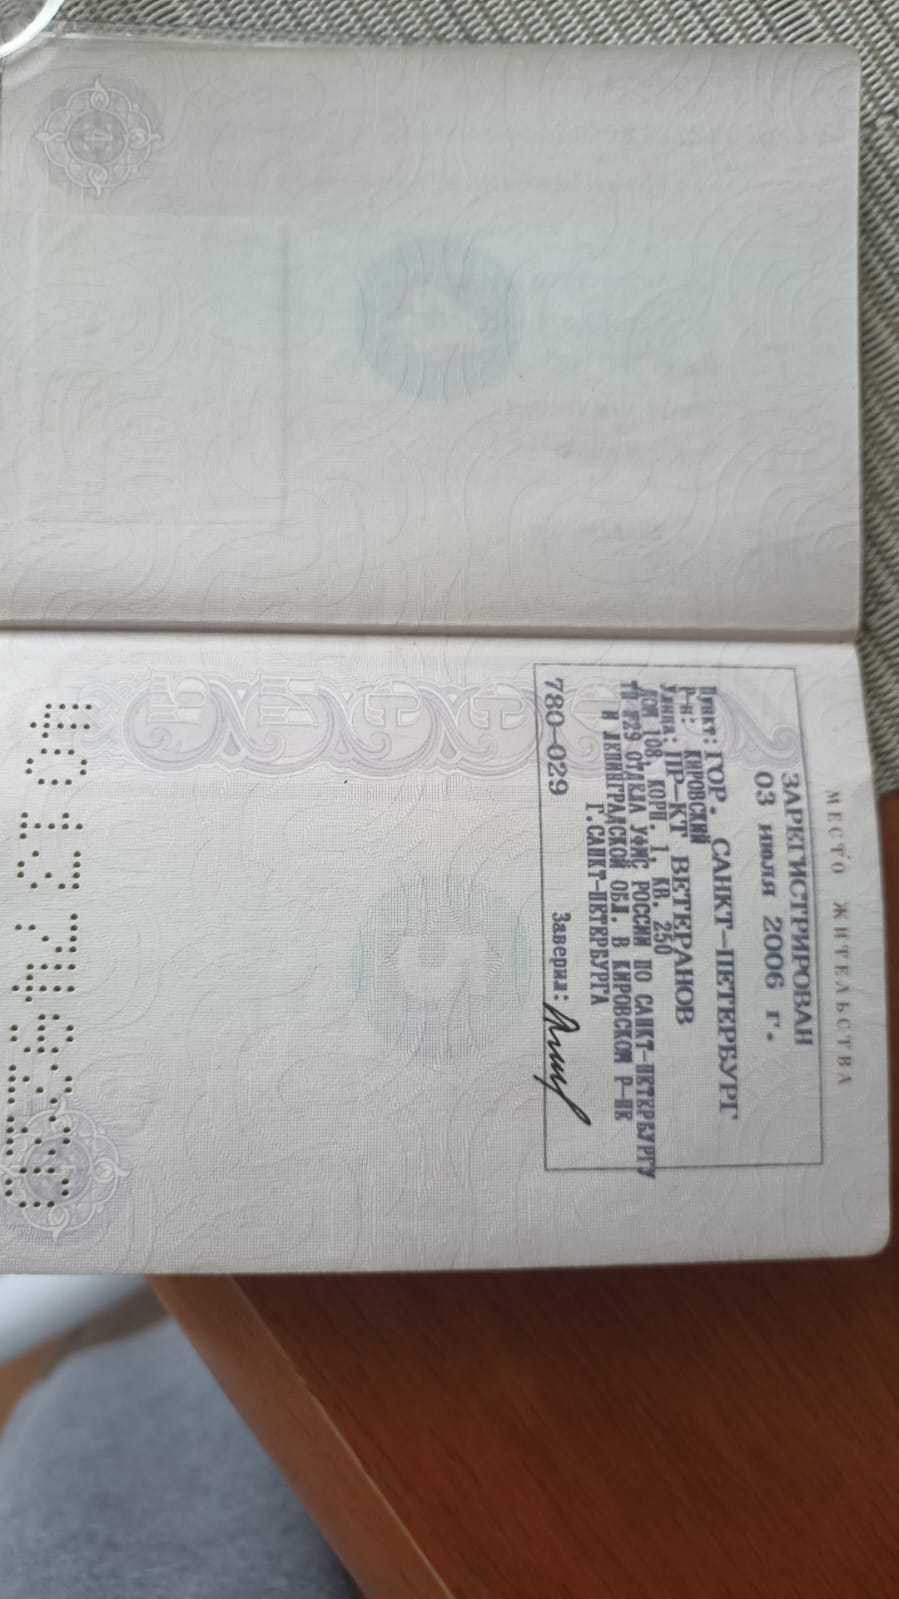 МЕСТО ЖИТЕЛЬСТВА
ЗАРЕГИСТРИРОВАН
03 июля 2006 г.
Пункт: ГОР. САНКТ-ПЕТЕРБУРГ
Р-н: КИРОВСКИЙ
Улица: ПР-КТ ВЕТЕРАНОВ
ДОМ 108, КОРП. 1, КВ. 250
ТП №29 ОТДЕЛА УФМС РОССИИ ПО САНКТ-ПЕТЕРБУРГУ
И ЛЕНИНГРАДСКОЙ ОБЛ. В КИРОВСКОМ Р-НЕ
Г.САНКТ-ПЕТЕРБУРГА
780-029 Заверил: